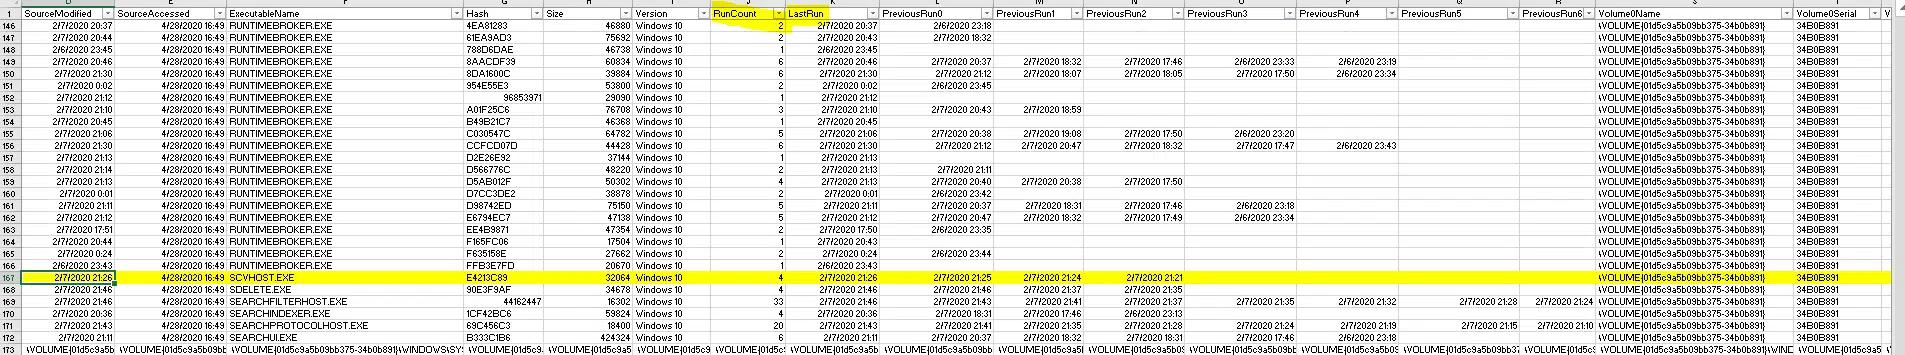 1 SourceModified SourceAccessed ExecutableName Hash Size Version RunCount LastRun PreviousRun0 PreviousRun1 PreviousRun2 PreviousRun3 PreviousRun4 PreviousRun5 PreviousRun6 Volume0Name Volume0Serial V
146 2/7/2020 20:37 4/28/2020 16:49 RUNTIMEBROKER.EXE 4EA81283 46880 Windows 10 2 2/7/2020 20:37 2/6/2020 23:18 \VOLUME{01d5c9a5b09bb375-34b0b891} 34B0B891
147 2/7/2020 20:44 4/28/2020 16:49 RUNTIMEBROKER.EXE 61EA9AD3 75692 Windows 10 2 2/7/2020 20:43 2/7/2020 18:32 \VOLUME{01d5c9a5b09bb375-34b0b891} 34B0B891
148 2/6/2020 23:45 4/28/2020 16:49 RUNTIMEBROKER.EXE 788D6DAE 46738 Windows 10 1 2/6/2020 23:45 \VOLUME{01d5c9a5b09bb375-34b0b891} 34B0B891
149 2/7/2020 20:46 4/28/2020 16:49 RUNTIMEBROKER.EXE 8AACDF39 60834 Windows 10 6 2/7/2020 20:46 2/7/2020 20:37 2/7/2020 18:32 2/7/2020 17:46 2/6/2020 23:33 2/6/2020 23:19 \VOLUME{01d5c9a5b09bb375-34b0b891} 34B0B891
150 2/7/2020 21:30 4/28/2020 16:49 RUNTIMEBROKER.EXE 8DA1600C 39884 Windows 10 6 2/7/2020 21:30 2/7/2020 21:12 2/7/2020 18:07 2/7/2020 18:05 2/7/2020 17:50 2/6/2020 23:34 \VOLUME{01d5c9a5b09bb375-34b0b891} 34B0B891
151 2/7/2020 0:02 4/28/2020 16:49 RUNTIMEBROKER.EXE 954E55E3 53800 Windows 10 2 2/7/2020 0:02 2/6/2020 23:45 \VOLUME{01d5c9a5b09bb375-34b0b891} 34B0B891
152 2/7/2020 21:12 4/28/2020 16:49 RUNTIMEBROKER.EXE 96853971 29090 Windows 10 1 2/7/2020 21:12 \VOLUME{01d5c9a5b09bb375-34b0b891} 34B0B891
153 2/7/2020 21:10 4/28/2020 16:49 RUNTIMEBROKER.EXE A01F25C6 76708 Windows 10 3 2/7/2020 21:10 2/7/2020 20:43 2/7/2020 18:59 \VOLUME{01d5c9a5b09bb375-34b0b891} 34B0B891
154 2/7/2020 20:45 4/28/2020 16:49 RUNTIMEBROKER.EXE B49B21C7 46368 Windows 10 1 2/7/2020 20:45 \VOLUME{01d5c9a5b09bb375-34b0b891} 34B0B891
155 2/7/2020 21:06 4/28/2020 16:49 RUNTIMEBROKER.EXE C030547C 64782 Windows 10 5 2/7/2020 21:06 2/7/2020 20:38 2/7/2020 19:08 2/7/2020 17:50 2/6/2020 23:20 \VOLUME{01d5c9a5b09bb375-34b0b891} 34B0B891
156 2/7/2020 21:30 4/28/2020 16:49 RUNTIMEBROKER.EXE CCFCD07D 44428 Windows 10 6 2/7/2020 21:30 2/7/2020 21:12 2/7/2020 20:47 2/7/2020 18:32 2/7/2020 17:47 2/6/2020 23:43 \VOLUME{01d5c9a5b09bb375-34b0b891} 34B0B891
157 2/7/2020 21:13 4/28/2020 16:49 RUNTIMEBROKER.EXE D2E26E92 37144 Windows 10 1 2/7/2020 21:13 \VOLUME{01d5c9a5b09bb375-34b0b891} 34B0B891
158 2/7/2020 21:14 4/28/2020 16:49 RUNTIMEBROKER.EXE D566776C 48220 Windows 10 2 2/7/2020 21:14 2/7/2020 21:11 \VOLUME{01d5c9a5b09bb375-34b0b891} 34B0B891
159 2/7/2020 21:13 4/28/2020 16:49 RUNTIMEBROKER.EXE D5AB012F 50302 Windows 10 4 2/7/2020 21:13 2/7/2020 20:40 2/7/2020 20:38 2/7/2020 17:50 \VOLUME{01d5c9a5b09bb375-34b0b891} 34B0B891
160 2/7/2020 0:01 4/28/2020 16:49 RUNTIMEBROKER.EXE D7CC3DE2 38878 Windows 10 2 2/7/2020 0:01 2/6/2020 23:42 \VOLUME{01d5c9a5b09bb375-34b0b891} 34B0B891
161 2/7/2020 21:11 4/28/2020 16:49 RUNTIMEBROKER.EXE D98742ED 75150 Windows 10 5 2/7/2020 21:11 2/7/2020 20:37 2/7/2020 18:31 2/7/2020 17:46 2/6/2020 23:18 \VOLUME{01d5c9a5b09bb375-34b0b891} 34B0B891
162 2/7/2020 21:12 4/28/2020 16:49 RUNTIMEBROKER.EXE E6794EC7 47138 Windows 10 5 2/7/2020 21:12 2/7/2020 20:47 2/7/2020 18:32 2/7/2020 17:49 2/6/2020 23:34 \VOLUME{01d5c9a5b09bb375-34b0b891} 34B0B891
163 2/7/2020 17:51 4/28/2020 16:49 RUNTIMEBROKER.EXE EE4B9871 47354 Windows 10 2 2/7/2020 17:50 2/6/2020 23:35 \VOLUME{01d5c9a5b09bb375-34b0b891} 34B0B891
164 2/7/2020 20:44 4/28/2020 16:49 RUNTIMEBROKER.EXE F165FC06 17504 Windows 10 1 2/7/2020 20:43 \VOLUME{01d5c9a5b09bb375-34b0b891} 34B0B891
165 2/7/2020 0:24 4/28/2020 16:49 RUNTIMEBROKER.EXE F635158E 27662 Windows 10 2 2/7/2020 0:24 2/6/2020 23:44 \VOLUME{01d5c9a5b09bb375-34b0b891} 34B0B891
166 2/6/2020 23:43 4/28/2020 16:49 RUNTIMEBROKER.EXE FFB3E7FD 20670 Windows 10 1 2/6/2020 23:43 \VOLUME{01d5c9a5b09bb375-34b0b891} 34B0B891
167 2/7/2020 21:26 4/28/2020 16:49 SCVHOST.EXE E4213C89 32064 Windows 10 4 2/7/2020 21:26 2/7/2020 21:25 2/7/2020 21:24 2/7/2020 21:21 \VOLUME{01d5c9a5b09bb375-34b0b891} 34B0B891
168 2/7/2020 21:46 4/28/2020 16:49 SDELETE.EXE 90E3F9AF 34678 Windows 10 4 2/7/2020 21:46 2/7/2020 21:46 2/7/2020 21:37 2/7/2020 21:35 \VOLUME{01d5c9a5b09bb375-34b0b891} 34B0B891
169 2/7/2020 21:46 4/28/2020 16:49 SEARCHFILTERHOST.EXE 44162447 16302 Windows 10 33 2/7/2020 21:46 2/7/2020 21:43 2/7/2020 21:41 2/7/2020 21:37 2/7/2020 21:35 2/7/2020 21:32 2/7/2020 21:28 2/7/2020 21:24 \VOLUME{01d5c9a5b09bb375-34b0b891} 34B0B891
170 2/7/2020 20:36 4/28/2020 16:49 SEARCHINDEXER.EXE 1CF42BC6 59824 Windows 10 4 2/7/2020 20:36 2/7/2020 18:31 2/7/2020 17:46 2/6/2020 23:13 \VOLUME{01d5c9a5b09bb375-34b0b891} 34B0B891
171 2/7/2020 21:43 4/28/2020 16:49 SEARCHPROTOCOLHOST.EXE 69C456C3 18400 Windows 10 20 2/7/2020 21:43 2/7/2020 21:41 2/7/2020 21:35 2/7/2020 21:28 2/7/2020 21:24 2/7/2020 21:19 2/7/2020 21:15 2/7/2020 21:10 \VOLUME{01d5c9a5b09bb375-34b0b891} 34B0B891
172 2/7/2020 21:11 4/28/2020 16:49 SEARCHUI.EXE B333C1B6 424324 Windows 10 6 2/7/2020 21:11 2/7/2020 20:37 2/7/2020 18:32 2/7/2020 18:31 2/7/2020 17:46 2/6/2020 23:18 \VOLUME{01d5c9a5b09bb375-34b0b891} 34B0B891